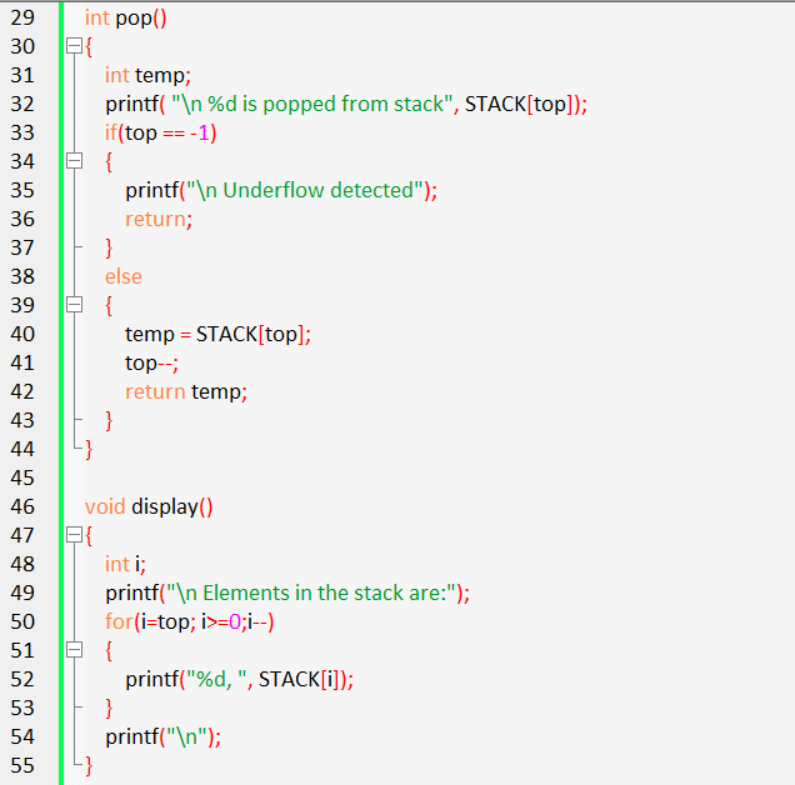 29 int pop()
30 {
31 int temp;
32 printf( "\n %d is popped from stack", STACK[top]);
33 if(top == -1)
34 {
35 printf("\n Underflow detected");
36 return;
37 }
38 else
39 {
40 temp = STACK[top];
41 top--;
42 return temp;
43 }
44 }
45
46 void display()
47 {
48 int i;
49 printf("\n Elements in the stack are:");
50 for(i=top; i>=0;i--)
51 {
52 printf("%d, ", STACK[i]);
53 }
54 printf("\n");
55 }